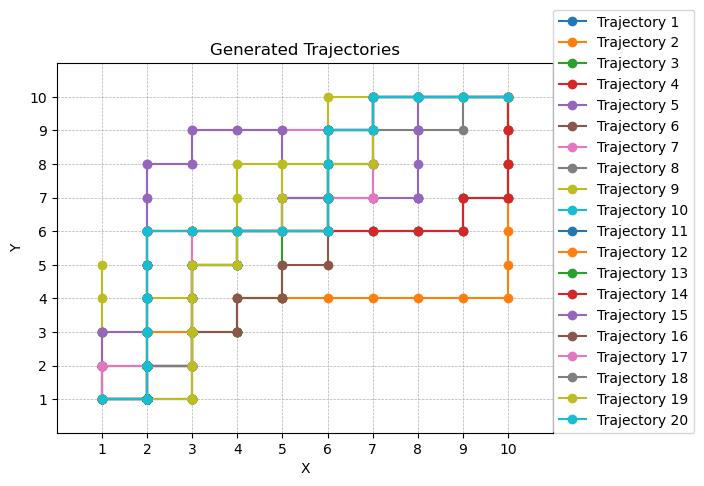 Generated Trajectories
Y
10
9
8
7
6
5
4
3
2
1
1 2 3 4 5 6 7 8 9 10
X
Trajectory 1
Trajectory 2
Trajectory 3
Trajectory 4
Trajectory 5
Trajectory 6
Trajectory 7
Trajectory 8
Trajectory 9
Trajectory 10
Trajectory 11
Trajectory 12
Trajectory 13
Trajectory 14
Trajectory 15
Trajectory 16
Trajectory 17
Trajectory 18
Trajectory 19
Trajectory 20